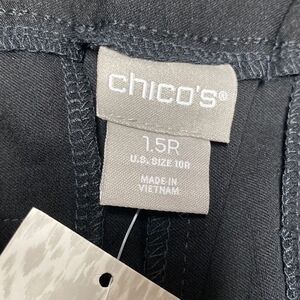 chico's®
1.5R
U.S. SIZE 10R
MADE IN
VIETNAM